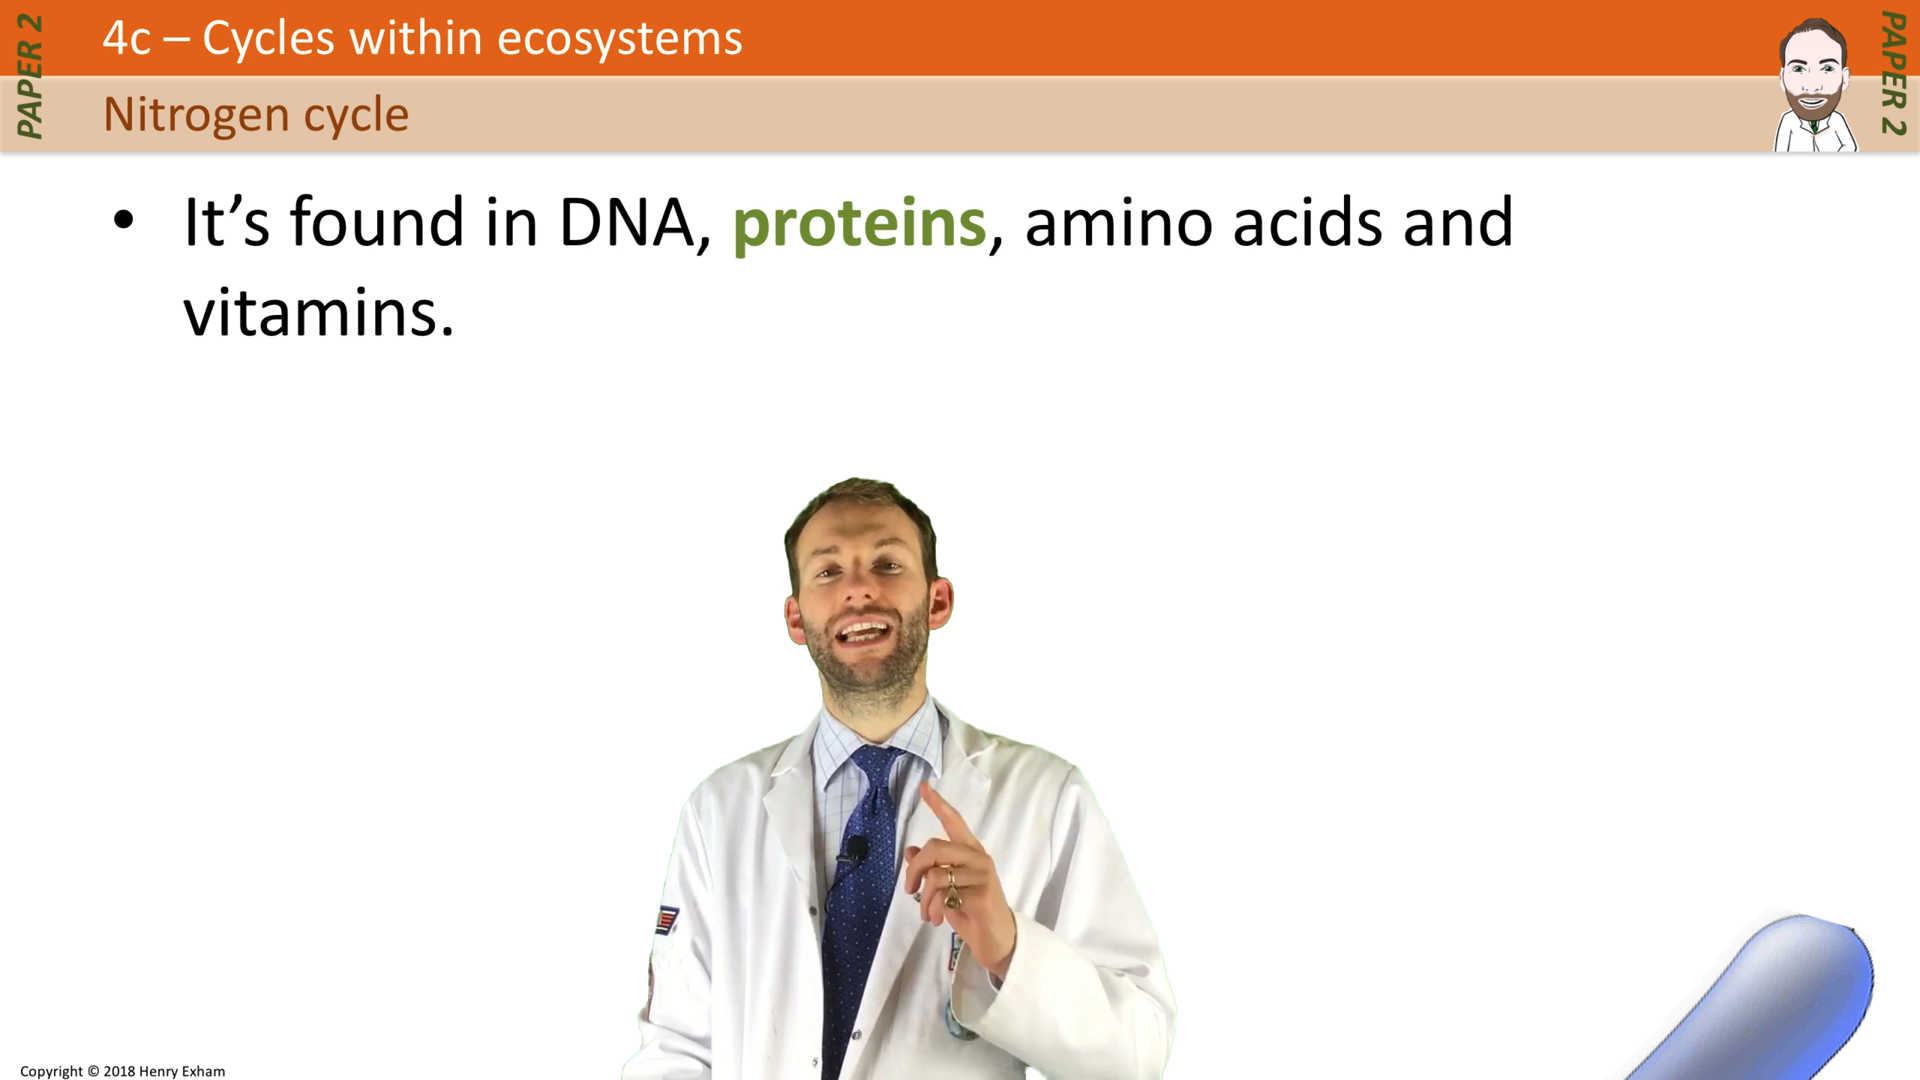 PAPER 2
4c – Cycles within ecosystems
PAPER 2
Nitrogen cycle
• It’s found in DNA, proteins, amino acids and
vitamins.
Copyright © 2018 Henry Exham